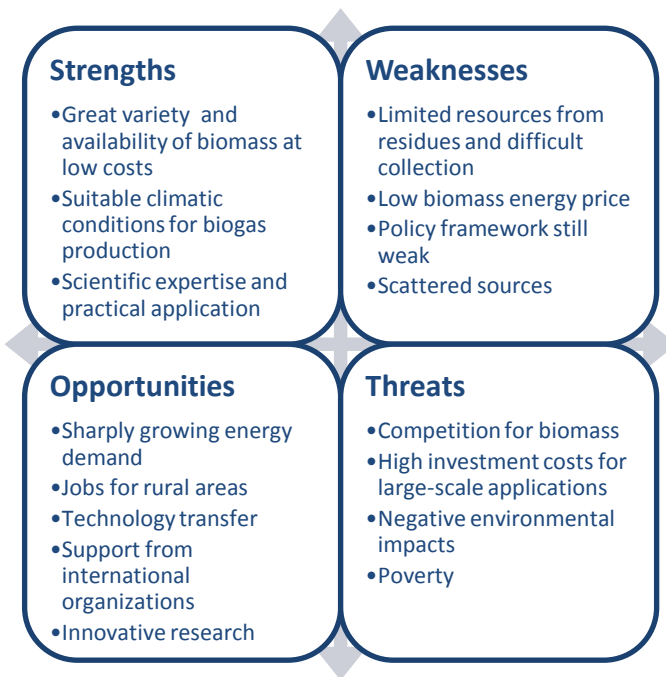 Strengths
•Great variety and
availability of biomass at
low costs
•Suitable climatic
conditions for biogas
production
•Scientific expertise and
practical application
Weaknesses
•Limited resources from
residues and difficult
collection
•Low biomass energy price
•Policy framework still
weak
•Scattered sources
Opportunities
•Sharply growing energy
demand
•Jobs for rural areas
•Technology transfer
•Support from
international
organizations
•Innovative research
Threats
•Competition for biomass
•High investment costs for
large-scale applications
•Negative environmental
impacts
•Poverty